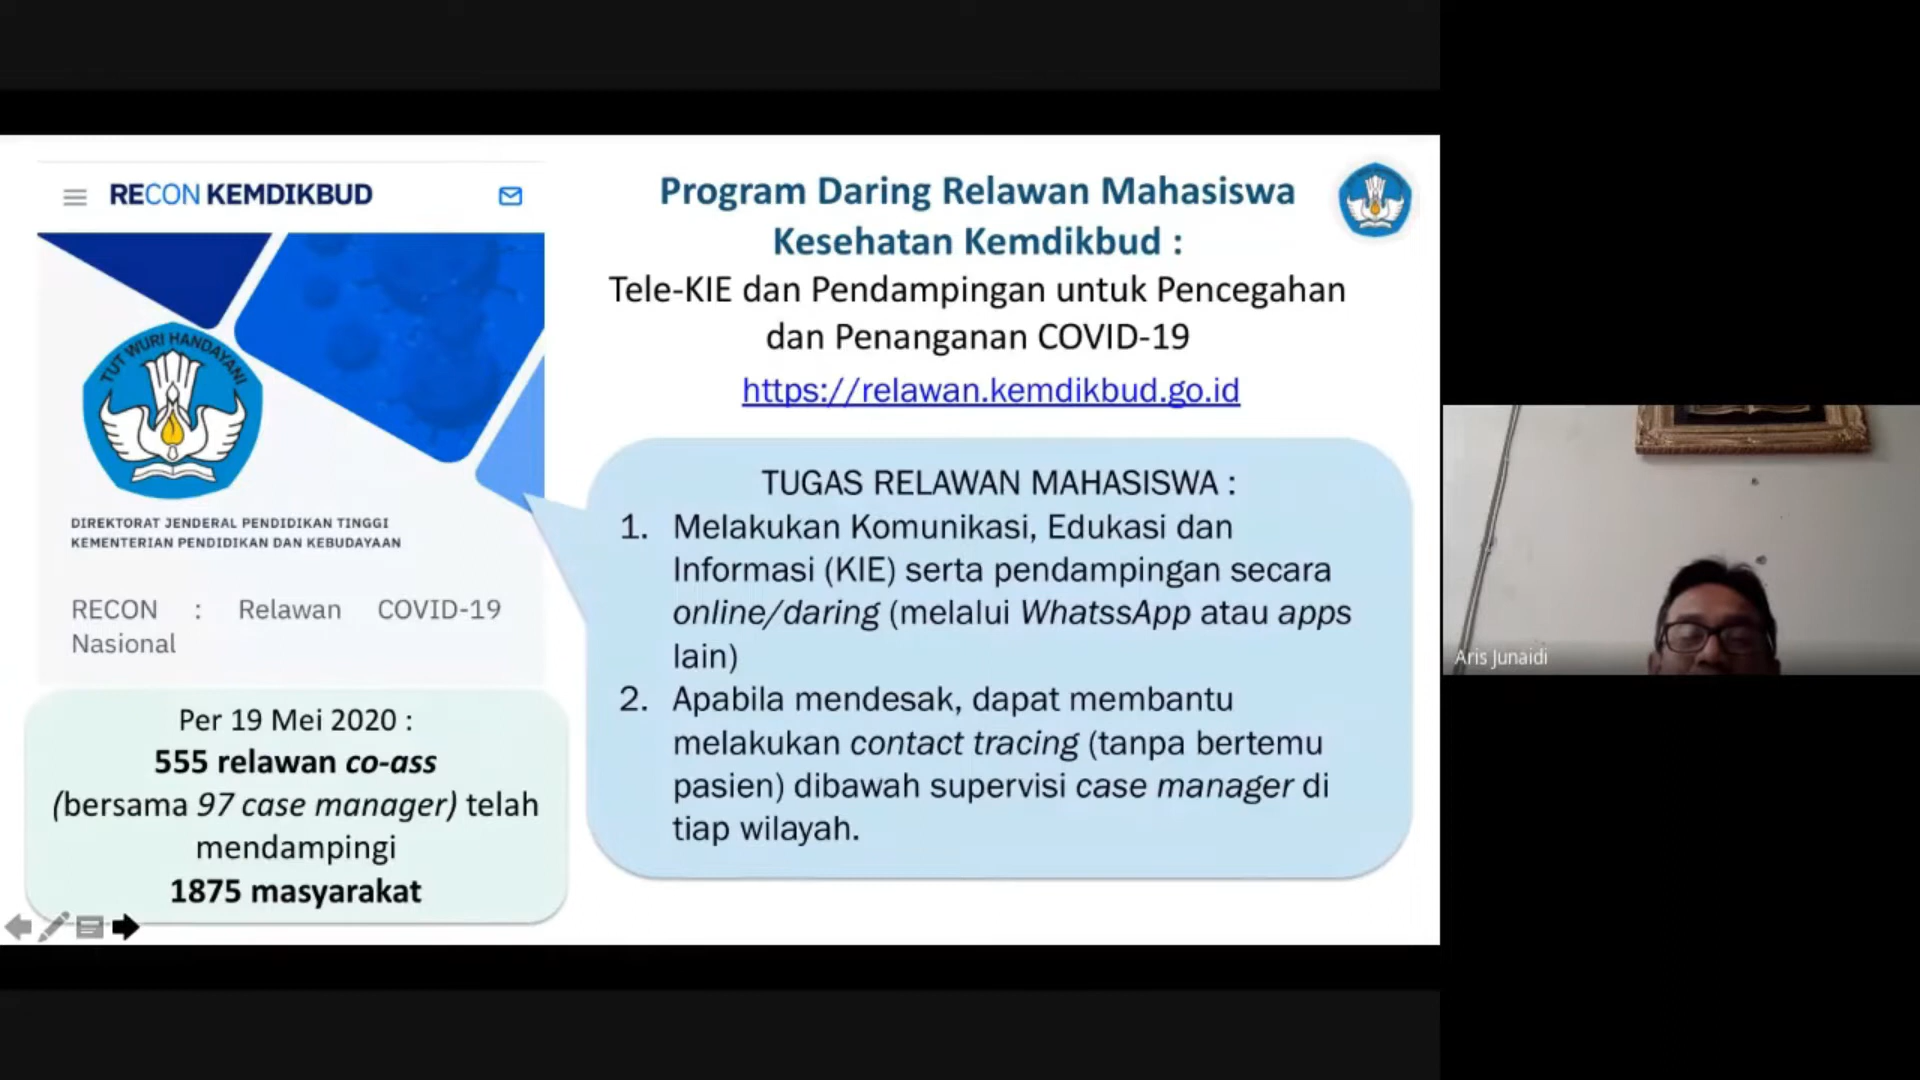 RECON KEMDIKBUD
TUT WURI HANDAYANI
DIREKTORAT JENDERAL PENDIDIKAN TINGGI
KEMENTERIAN PENDIDIKAN DAN KEBUDAYAAN
RECON : Relawan COVID-19
Nasional
Per 19 Mei 2020 :
555 relawan co-ass
(bersama 97 case manager) telah
mendampingi
1875 masyarakat
Program Daring Relawan Mahasiswa
Kesehatan Kemdikbud :
Tele-KIE dan Pendampingan untuk Pencegahan
dan Penanganan COVID-19
https://relawan.kemdikbud.go.id
TUGAS RELAWAN MAHASISWA :
1. Melakukan Komunikasi, Edukasi dan
Informasi (KIE) serta pendampingan secara
online/daring (melalui WhatssApp atau apps
lain)
2. Apabila mendesak, dapat membantu
melakukan contact tracing (tanpa bertemu
pasien) dibawah supervisi case manager di
tiap wilayah.
Aris Junaidi